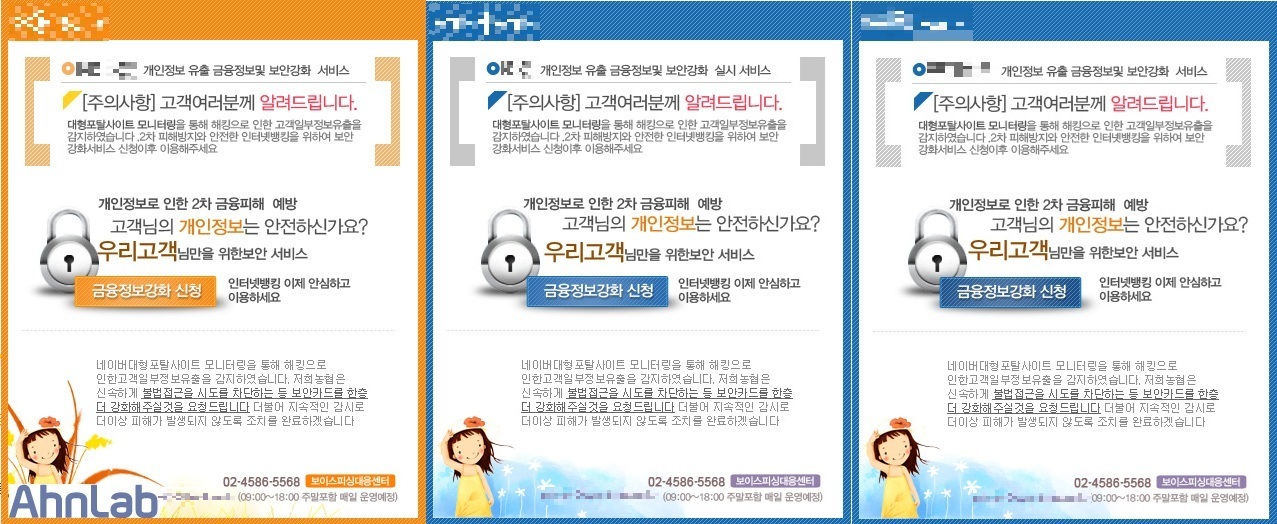 개인정보 유출 금융정보및 보안강화 서비스
[주의사항] 고객여러분께 알려드립니다.
대형포탈사이트 모니터링을 통해 해킹으로 인한 고객일부정보유출을
감지하였습니다 ,2차 피해방지와 안전한 인터넷뱅킹을 위하여 보안
강화서비스 신청이후 이용해주세요
개인정보로 인한 2차 금융피해 예방
고객님의 개인정보는 안전하신가요?
우리고객님만을 위한보안 서비스
금융정보강화 신청
인터넷뱅킹 이제 안심하고
이용하세요
네이버대형포탈사이트 모니터링을 통해 해킹으로
인한고객일부정보유출을 감지하였습니다, 저희농협은
신속하게 불법접근을 시도를 차단하는 등 보안카드를 한층
더 강화해주실것을 요청드립니다 더불어 지속적인 감시로
더이상 피해가 발생되지 않도록 조치를 완료하겠습니다
02-4586-5568 보이스피싱대응센터
(09:00~18:00 주말포함 매일 운영예정)
AhnLab
개인정보 유출 금융정보및 보안강화 실시 서비스
[주의사항] 고객여러분께 알려드립니다.
대형포탈사이트 모니터링을 통해 해킹으로 인한 고객일부정보유출을
감지하였습니다 ,2차 피해방지와 안전한 인터넷뱅킹을 위하여 보안
강화서비스 신청이후 이용해주세요
개인정보로 인한 2차 금융피해 예방
고객님의 개인정보는 안전하신가요?
우리고객님만을 위한보안 서비스
금융정보강화 신청
인터넷뱅킹 이제 안심하고
이용하세요
네이버대형포탈사이트 모니터링을 통해 해킹으로
인한고객일부정보유출을 감지하였습니다, 저희농협은
신속하게 불법접근을 시도를 차단하는 등 보안카드를 한층
더 강화해주실것을 요청드립니다 더불어 지속적인 감시로
더이상 피해가 발생되지 않도록 조치를 완료하겠습니다
02-4586-5568 보이스피싱대응센터
(09:00~18:00 주말포함 매일 운영예정)
개인정보 유출 금융정보및 보안강화 서비스
[주의사항] 고객여러분께 알려드립니다.
대형포탈사이트 모니터링을 통해 해킹으로 인한 고객일부정보유출을
감지하였습니다 ,2차 피해방지와 안전한 인터넷뱅킹을 위하여 보안
강화서비스 신청이후 이용해주세요
개인정보로 인한 2차 금융피해 예방
고객님의 개인정보는 안전하신가요?
우리고객님만을 위한보안 서비스
금융정보강화 신청
인터넷뱅킹 이제 안심하고
이용하세요
네이버대형포탈사이트 모니터링을 통해 해킹으로
인한고객일부정보유출을 감지하였습니다, 저희농협은
신속하게 불법접근을 시도를 차단하는 등 보안카드를 한층
더 강화해주실것을 요청드립니다 더불어 지속적인 감시로
더이상 피해가 발생되지 않도록 조치를 완료하겠습니다
02-4586-5568 보이스피싱대응센터
(09:00~18:00 주말포함 매일 운영예정)